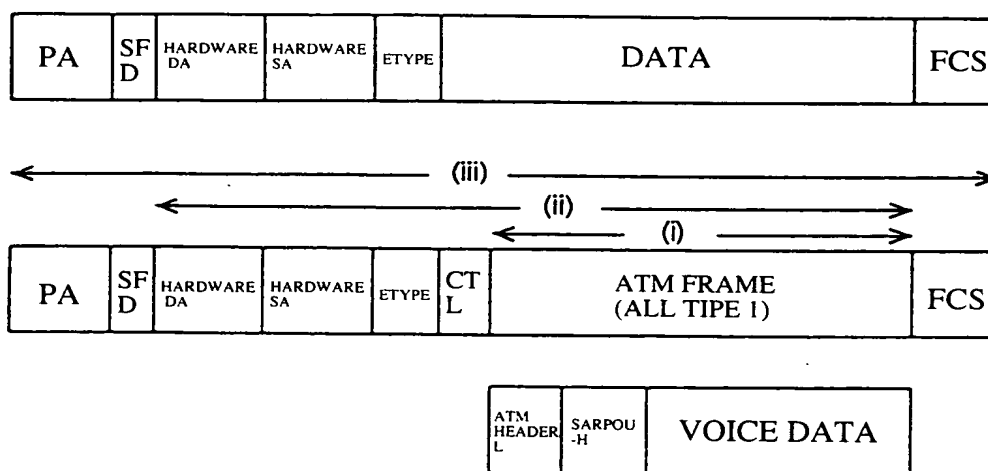 PA
SF
D
HARDWARE
DA
HARDWARE
SA
ETYPE
DATA
FCS
(iii)
(ii)
(i)
PA
SF
D
HARDWARE
DA
HARDWARE
SA
ETYPE
CT
L
ATM FRAME
(ALL TIPE 1)
FCS
ATM
HEADER
L
SARPOU
-H
VOICE DATA